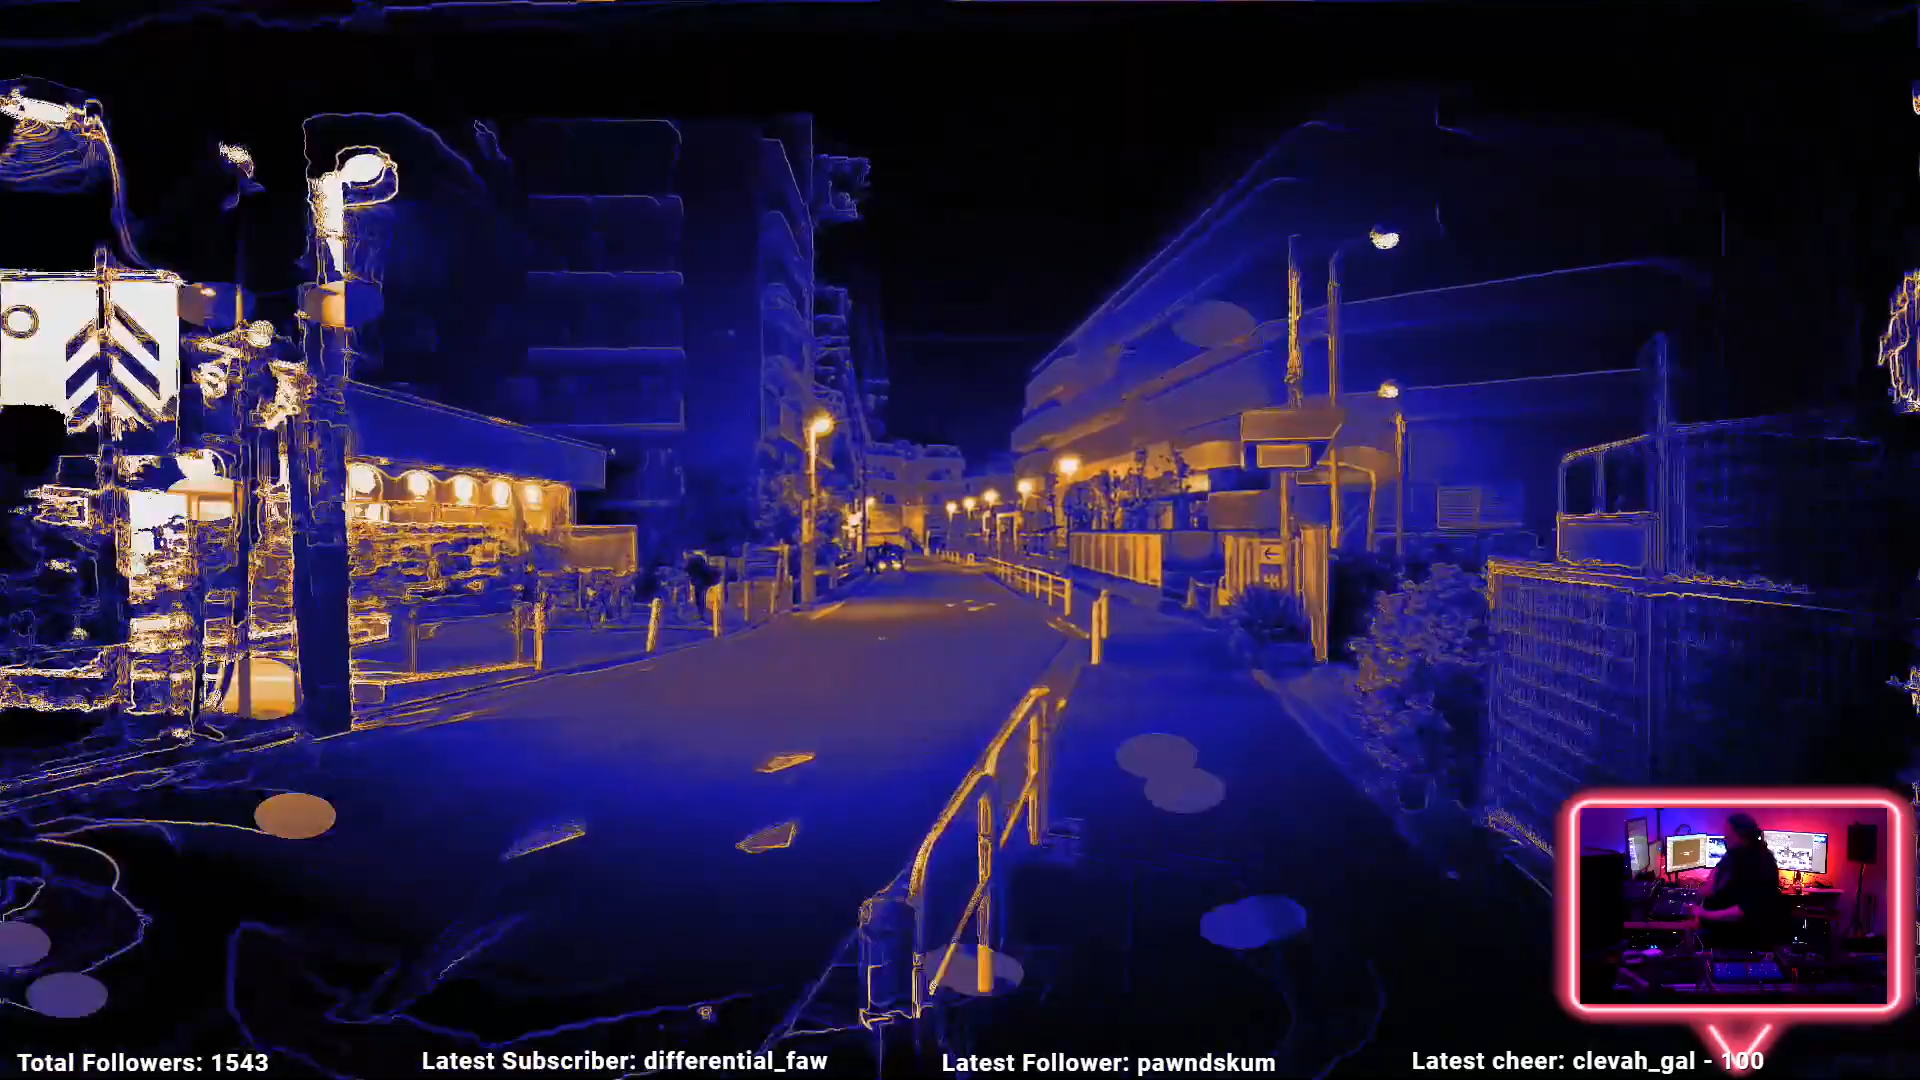 Total Followers: 1543
Latest Subscriber: differential_faw
Latest Follower: pawndskum
Latest cheer: clevah_gal - 100